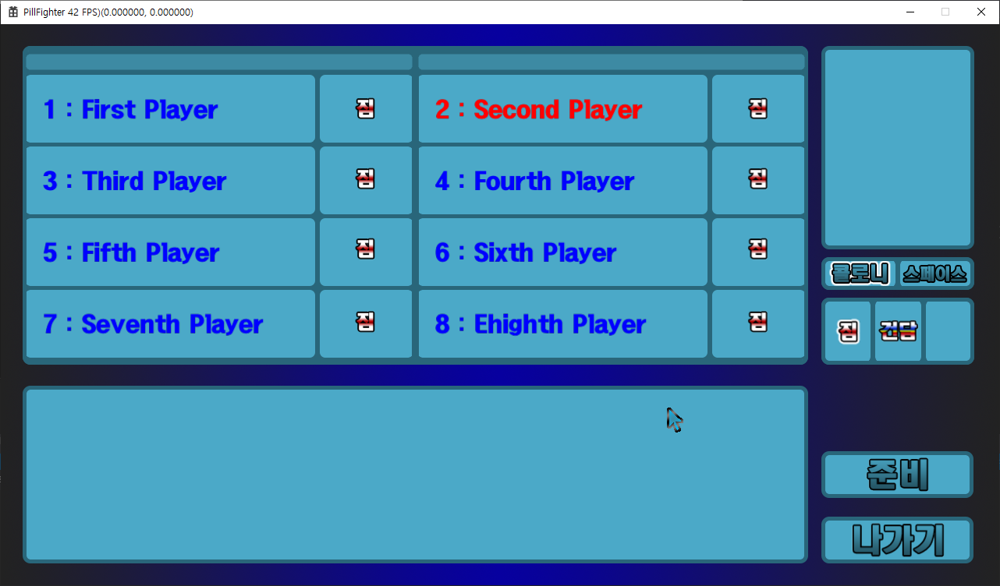 PillFighter 42 FPS)(0.000000, 0.000000)
1 : First Player 짐 2 : Second Player 짐
3 : Third Player 짐 4 : Fourth Player 짐
5 : Fifth Player 짐 6 : Sixth Player 짐
7 : Seventh Player 짐 8 : Ehighth Player 짐
콜로니 스페이스
짐 건담
준비
나가기